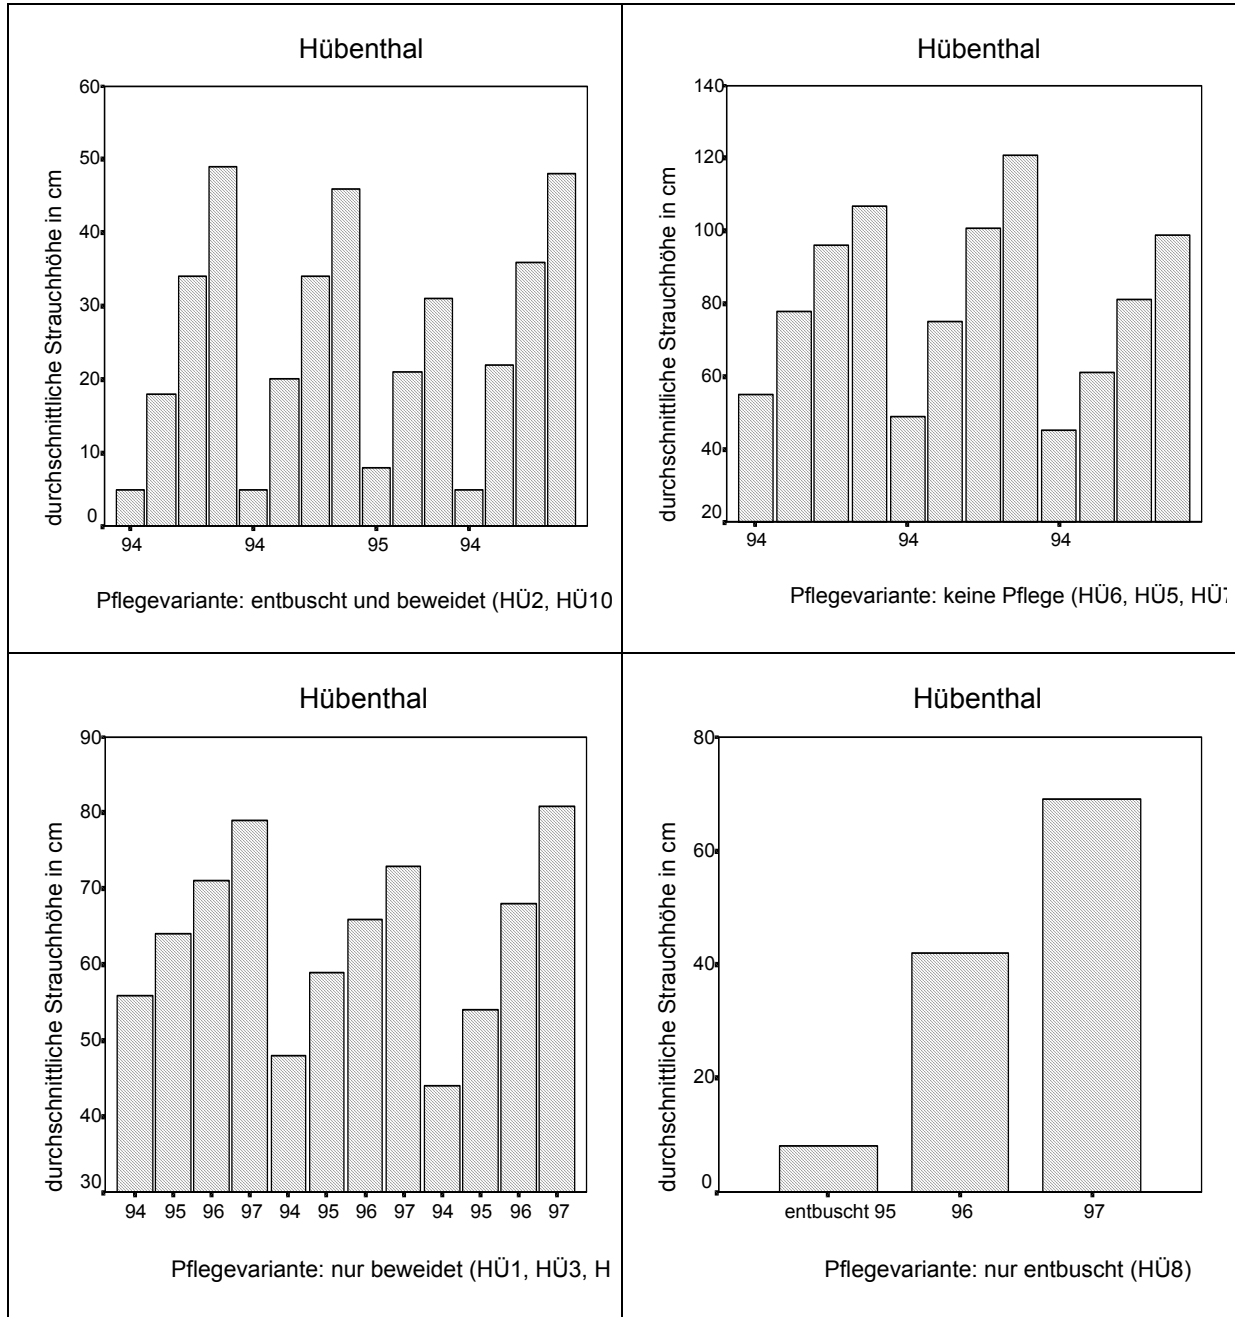 Hübenthal
durchschnittliche Strauchhöhe in cm
60
50
40
30
20
10
0
94 94 95 94
Pflegevariante: entbuscht und beweidet (HÜ2, HÜ10
Hübenthal
durchschnittliche Strauchhöhe in cm
140
120
100
80
60
40
20
94 94 94
Pflegevariante: keine Pflege (HÜ6, HÜ5, HÜ7
Hübenthal
durchschnittliche Strauchhöhe in cm
90
80
70
60
50
40
30
94 95 96 97 94 95 96 97 94 95 96 97
Pflegevariante: nur beweidet (HÜ1, HÜ3, H
Hübenthal
durchschnittliche Strauchhöhe in cm
80
60
40
20
0
entbuscht 95 96 97
Pflegevariante: nur entbuscht (HÜ8)